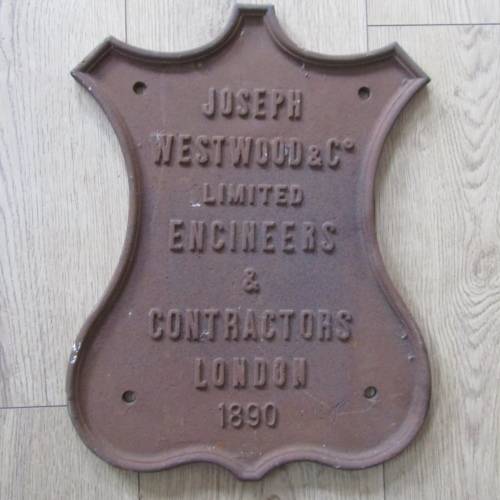 JOSEPH
WESTWOOD & Cº
LIMITED
ENGINEERS
&
CONTRACTORS
LONDON
1890